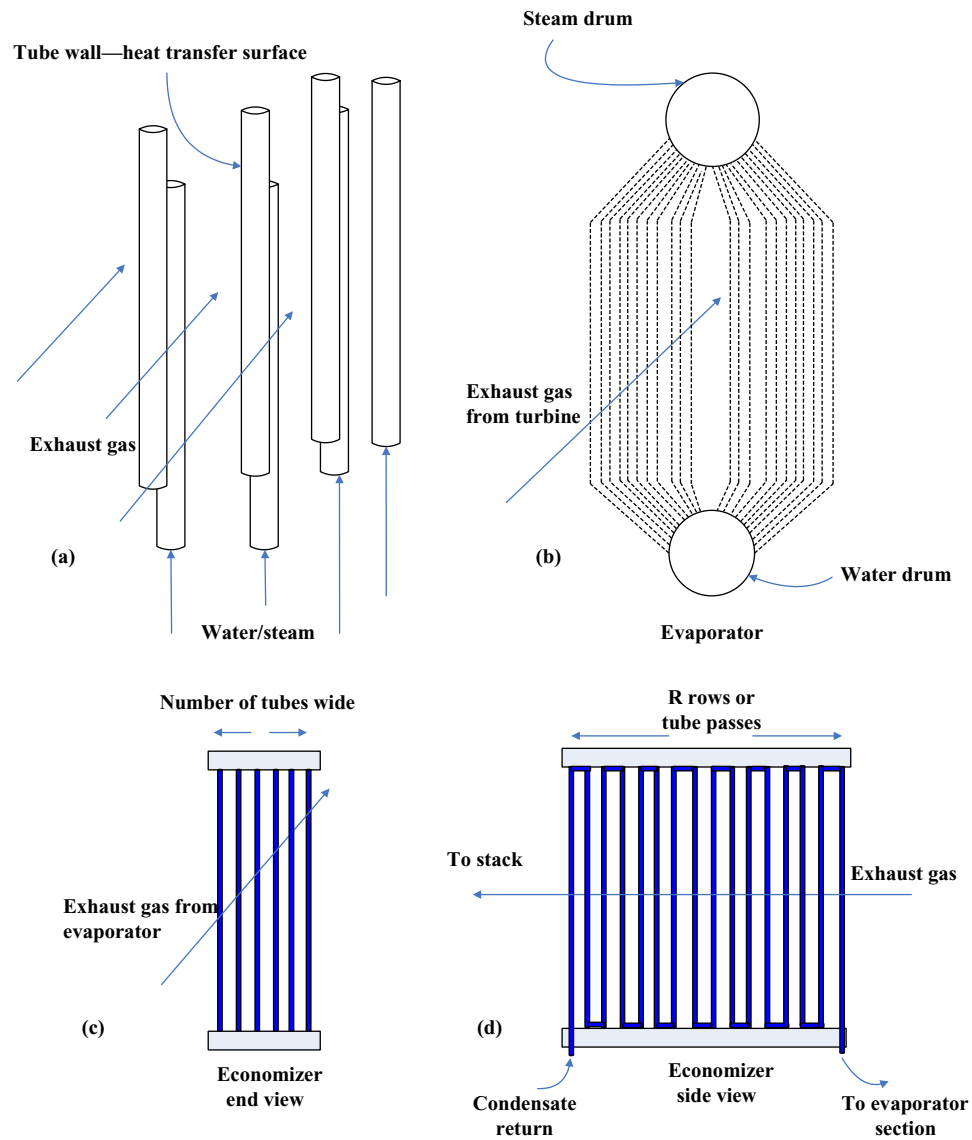 Tube wall—heat transfer surface
Exhaust gas
(a)
Water/steam
Steam drum
Exhaust gas
from turbine
(b)
Water drum
Evaporator
Number of tubes wide
Exhaust gas from
evaporator
(c)
Economizer
end view
R rows or
tube passes
To stack
Exhaust gas
(d)
Economizer
side view
Condensate
return
To evaporator
section